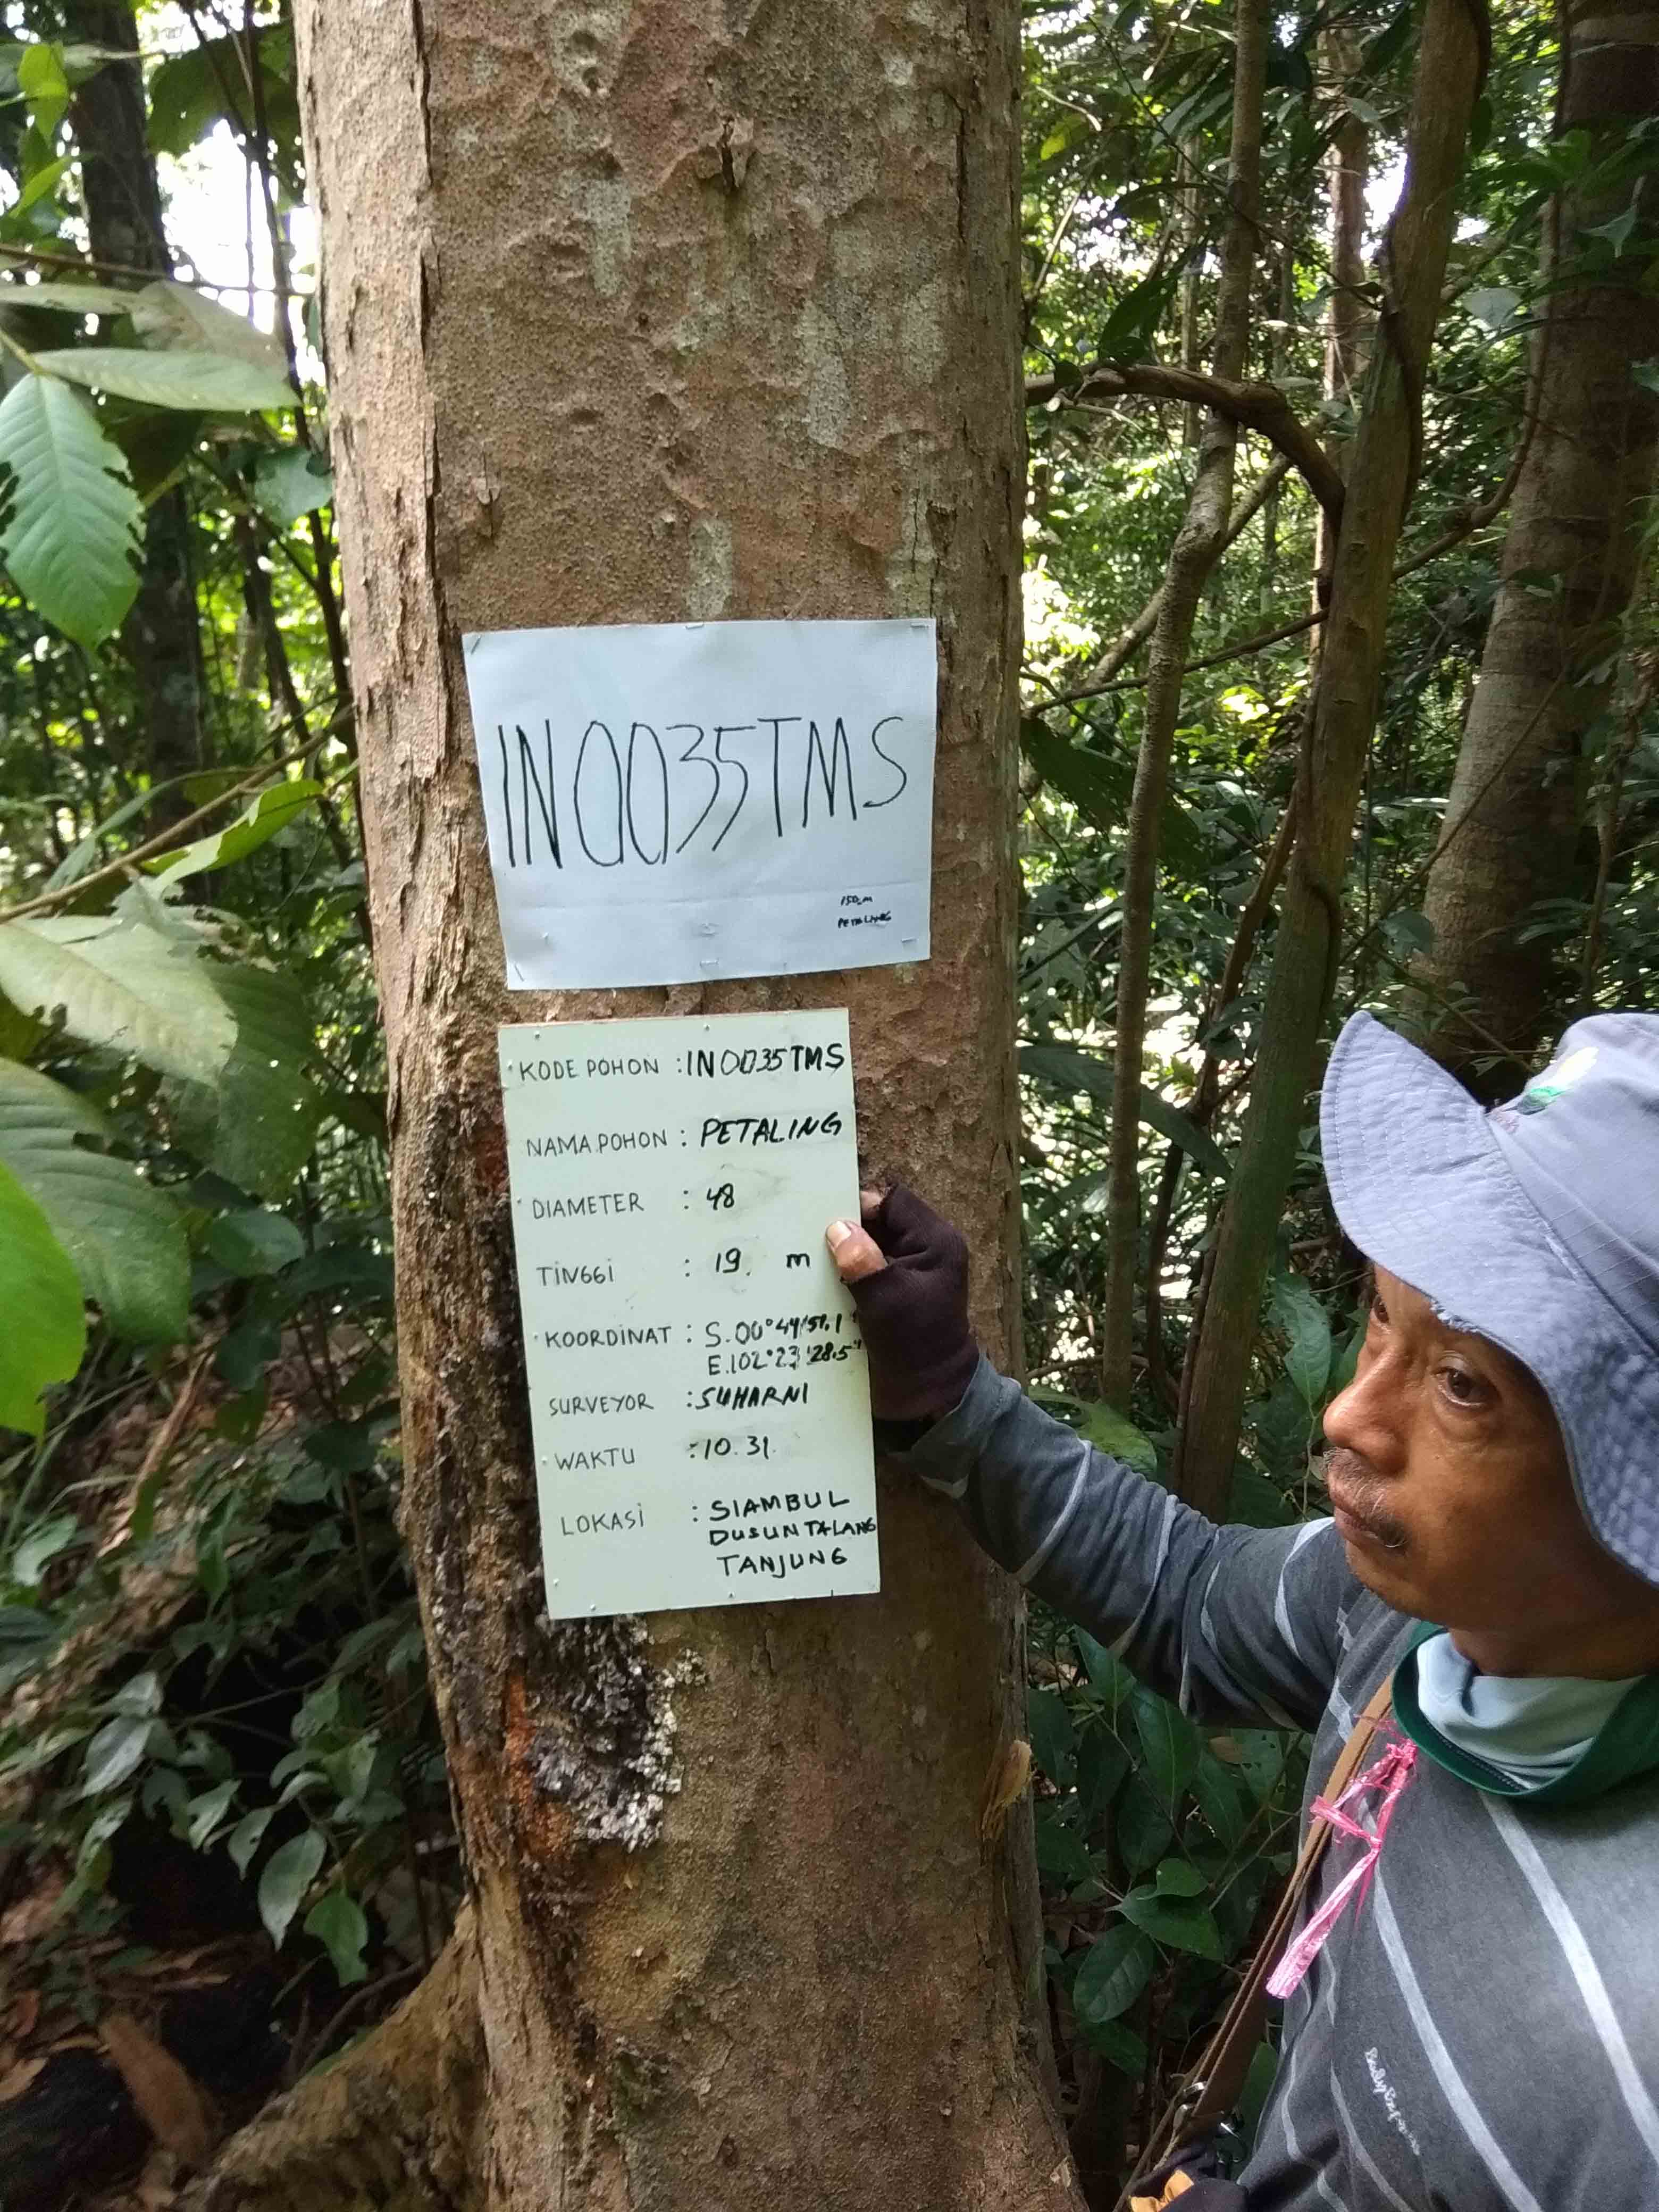 IN0035TMS
150 m
PETALING
KODE POHON : IN0035TMS
NAMA POHON : PETALING
DIAMETER : 48
TINGGI : 19 m
KOORDINAT : S.00°44'51.1"
E.102°23'28.5"
SURVEYOR : SUHARNI
WAKTU : 10.31.
LOKASI : SIAMBUL
DUSUN TALANG
TANJUNG